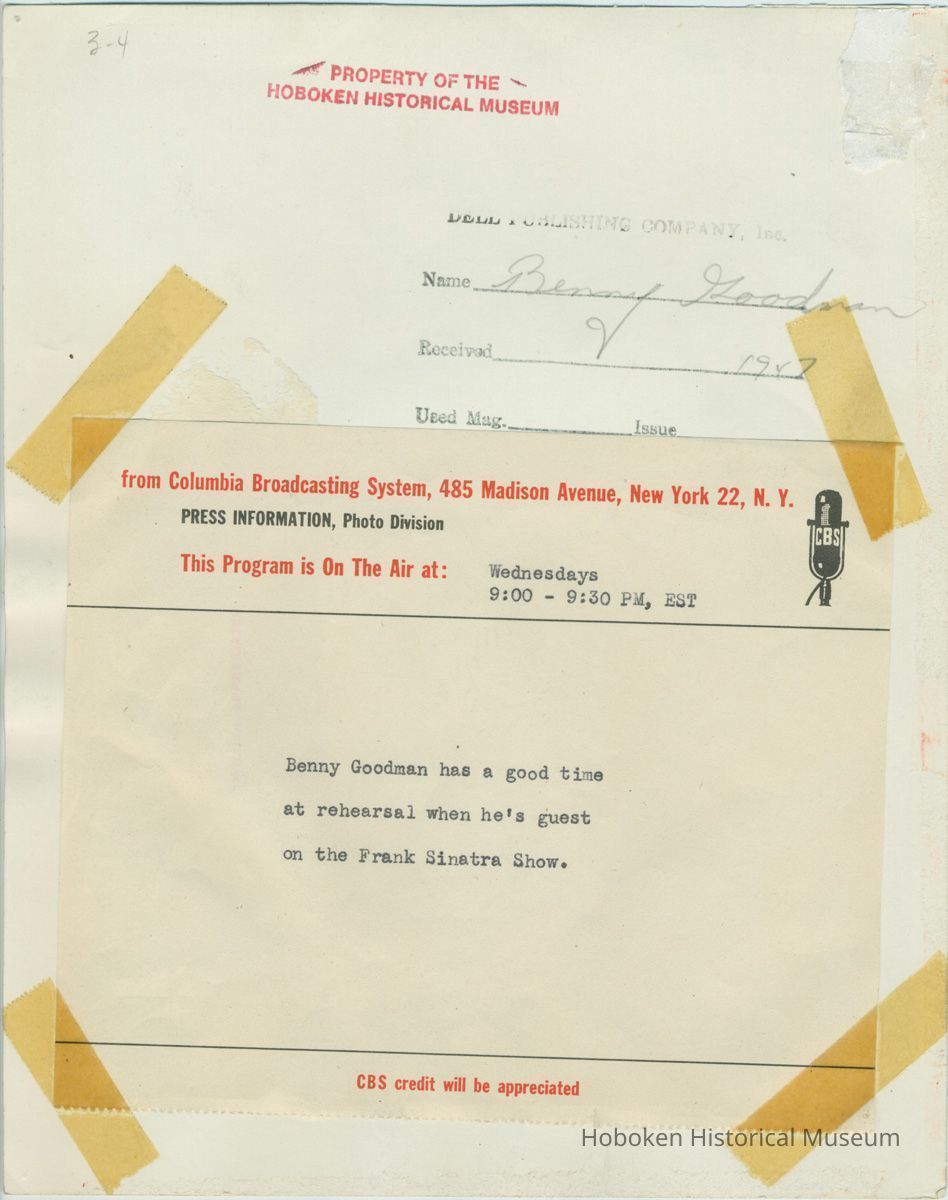 3-4
PROPERTY OF THE
HOBOKEN HISTORICAL MUSEUM
DELL PUBLISHING COMPANY, Inc.
Name Benny Goodman
Received 1947
Used Mag. Issue
from Columbia Broadcasting System, 485 Madison Avenue, New York 22, N. Y.
PRESS INFORMATION, Photo Division
CBS
This Program is On The Air at: Wednesdays
9:00 - 9:30 PM, EST
Benny Goodman has a good time
at rehearsal when he's guest
on the Frank Sinatra Show.
CBS credit will be appreciated
Hoboken Historical Museum